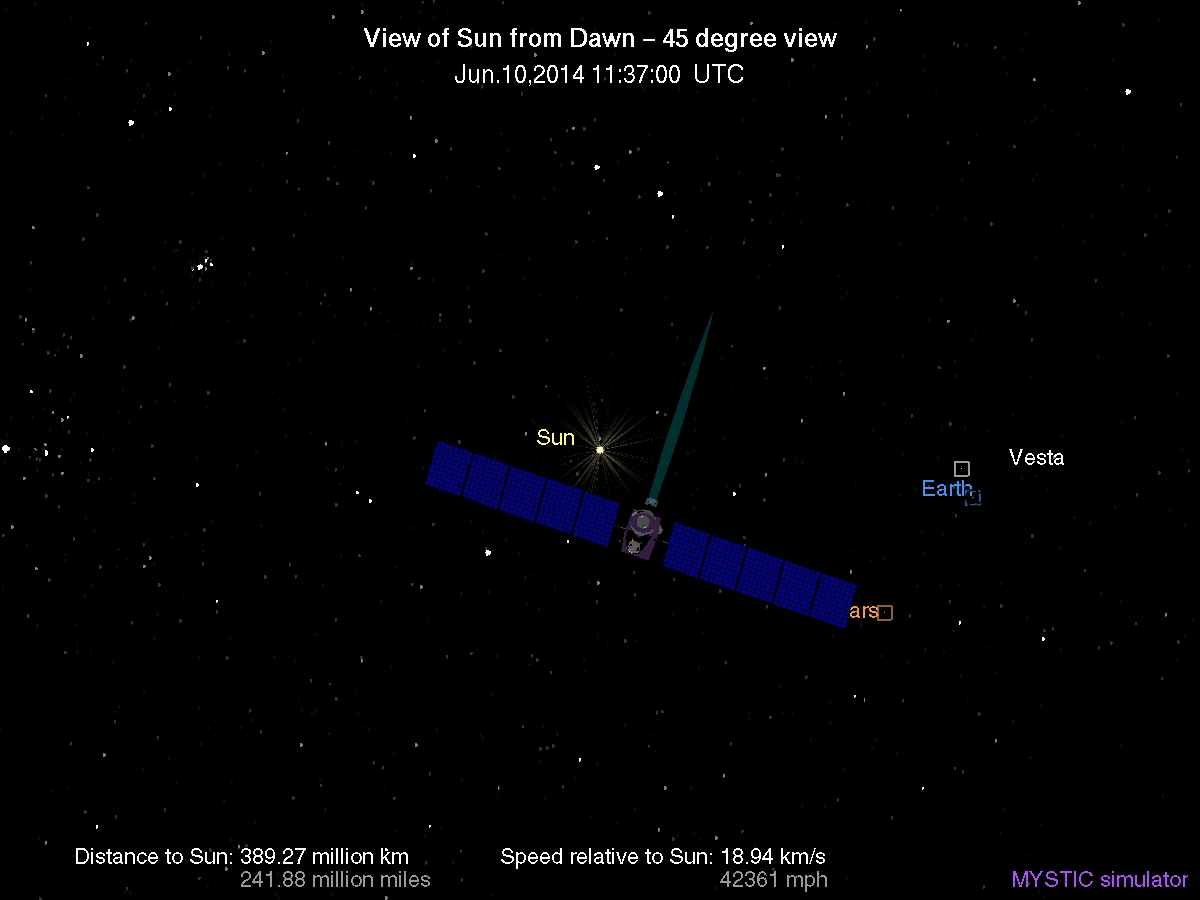 View of Sun from Dawn – 45 degree view
Jun.10,2014 11:37:00 UTC
Sun
Vesta
Earth
ars
Distance to Sun: 389.27 million km
241.88 million miles
Speed relative to Sun: 18.94 km/s
42361 mph
MYSTIC simulator